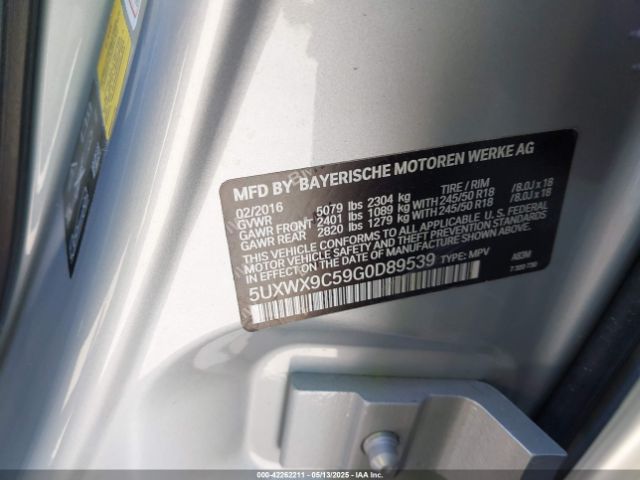 MFD BY BAYERISCHE MOTOREN WERKE AG
02/2016 TIRE / RIM
GVWR 5079 lbs 2304 kg
GAWR FRONT 2401 lbs 1089 kg WITH 245/50 R18 /8.0J x 18
GAWR REAR 2820 lbs 1279 kg WITH 245/50 R18 /8.0J x 18
THIS VEHICLE CONFORMS TO ALL APPLICABLE U.S. FEDERAL
MOTOR VEHICLE SAFETY AND THEFT PREVENTION STANDARDS
IN EFFECT ON THE DATE OF MANUFACTURE SHOWN ABOVE.
5UXWX9C59G0D89539 TYPE: MPV
000-42262211 - 05/13/2025 - IAAI.COM